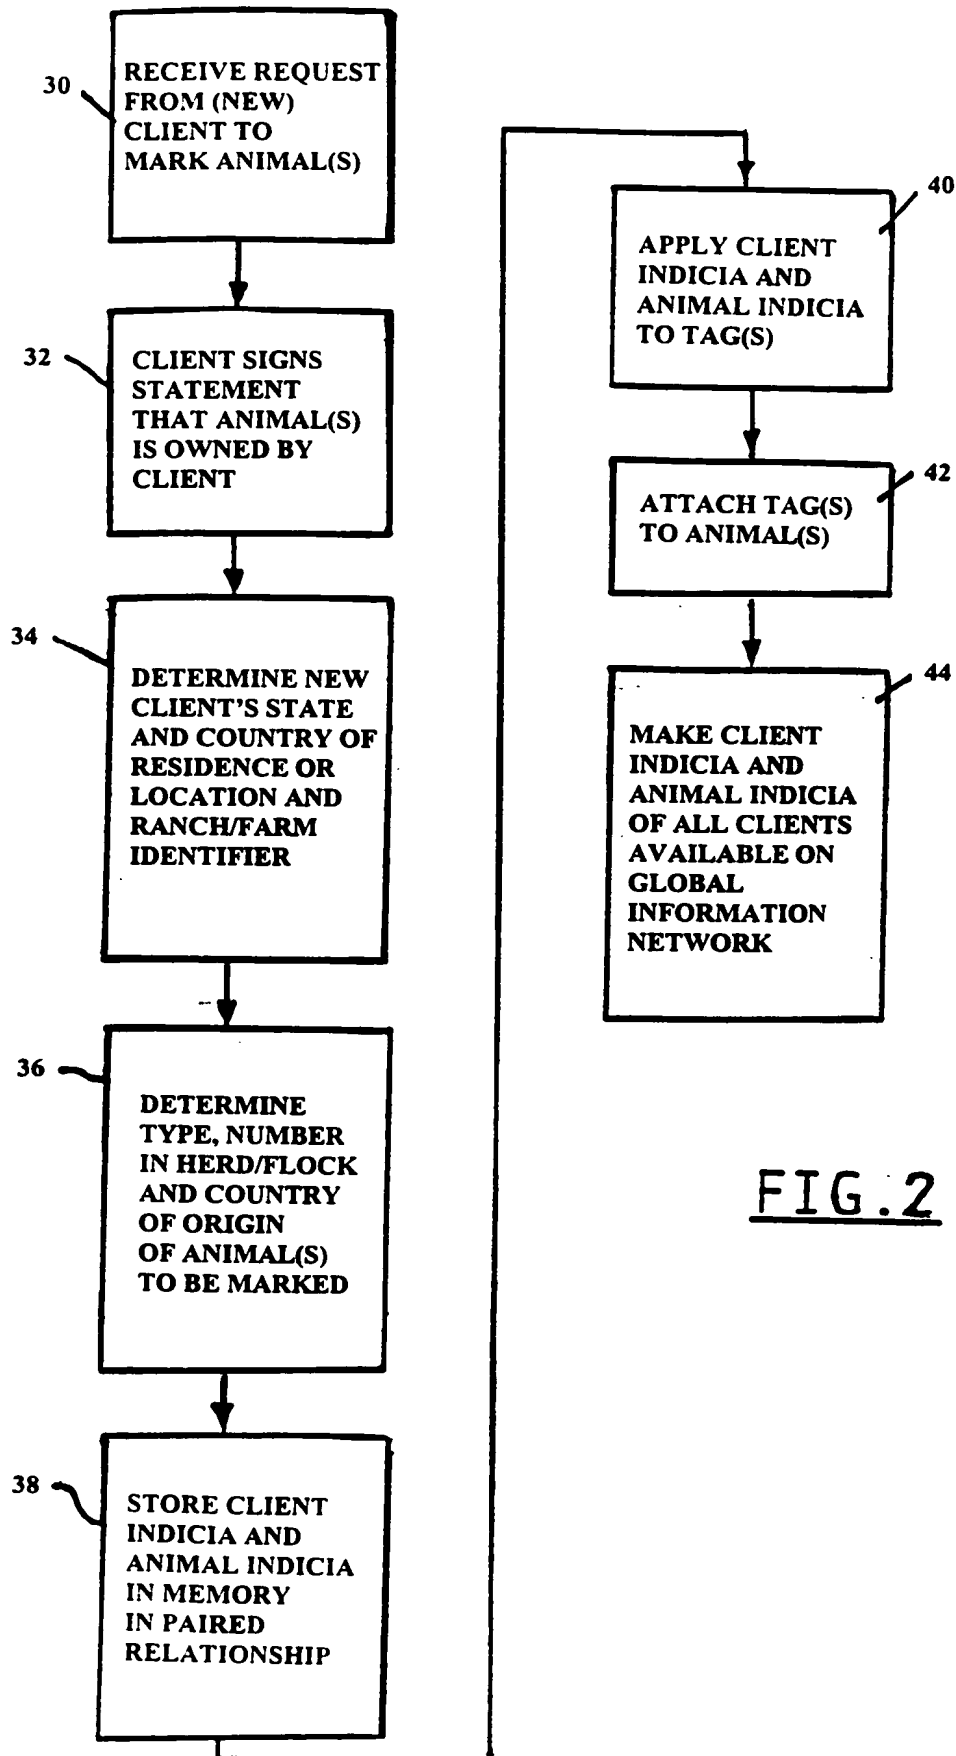 30
RECEIVE REQUEST
FROM (NEW)
CLIENT TO
MARK ANIMAL(S)
32
CLIENT SIGNS
STATEMENT
THAT ANIMAL(S)
IS OWNED BY
CLIENT
34
DETERMINE NEW
CLIENT'S STATE
AND COUNTRY OF
RESIDENCE OR
LOCATION AND
RANCH/FARM
IDENTIFIER
36
DETERMINE
TYPE, NUMBER
IN HERD/FLOCK
AND COUNTRY
OF ORIGIN
OF ANIMAL(S)
TO BE MARKED
38
STORE CLIENT
INDICIA AND
ANIMAL INDICIA
IN MEMORY
IN PAIRED
RELATIONSHIP
40
APPLY CLIENT
INDICIA AND
ANIMAL INDICIA
TO TAG(S)
42
ATTACH TAG(S)
TO ANIMAL(S)
44
MAKE CLIENT
INDICIA AND
ANIMAL INDICIA
OF ALL CLIENTS
AVAILABLE ON
GLOBAL
INFORMATION
NETWORK
FIG.2